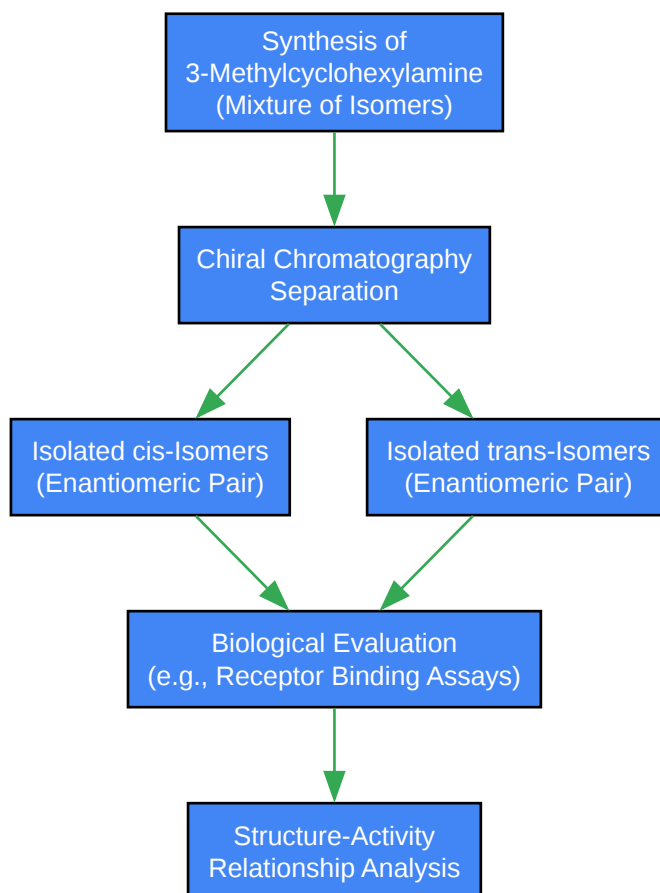 Synthesis of
3-Methylcyclohexylamine
(Mixture of Isomers)
Chiral Chromatography
Separation
Isolated cis-Isomers
(Enantiomeric Pair)
Isolated trans-Isomers
(Enantiomeric Pair)
Biological Evaluation
(e.g., Receptor Binding Assays)
Structure-Activity
Relationship Analysis